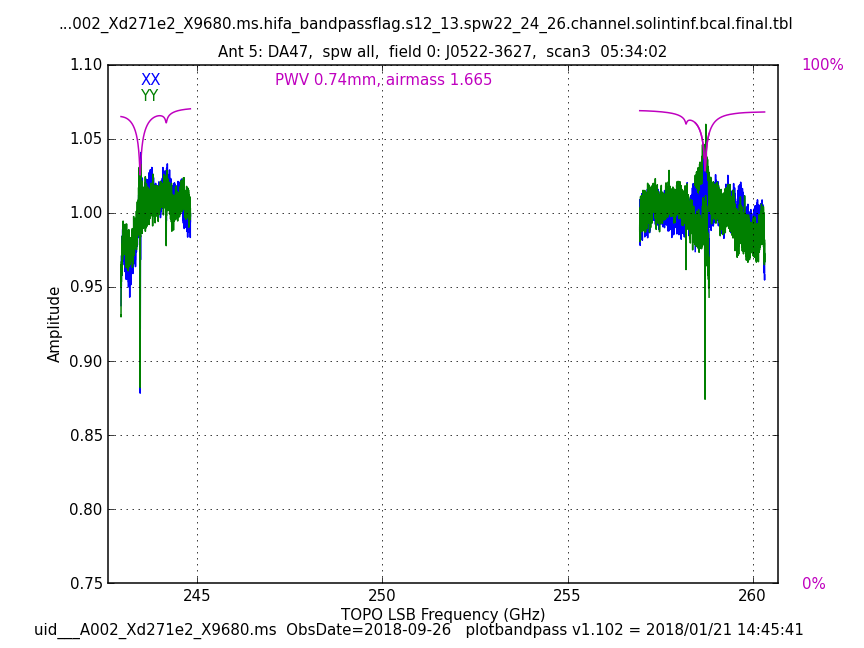 ...002_Xd271e2_X9680.ms.hifa_bandpassflag.s12_13.spw22_24_26.channel.solintinf.bcal.final.tbl
Ant 5: DA47,  spw all,  field 0: J0522-3627,  scan3  05:34:02
1.10
100%
XX
PWV 0.74mm, airmass 1.665
YY
1.05
1.00
0.95
Amplitude
0.90
0.85
0.80
0.75
0%
245
250
255
260
TOPO LSB Frequency (GHz)
uid___A002_Xd271e2_X9680.ms  ObsDate=2018-09-26   plotbandpass v1.102 = 2018/01/21 14:45:41